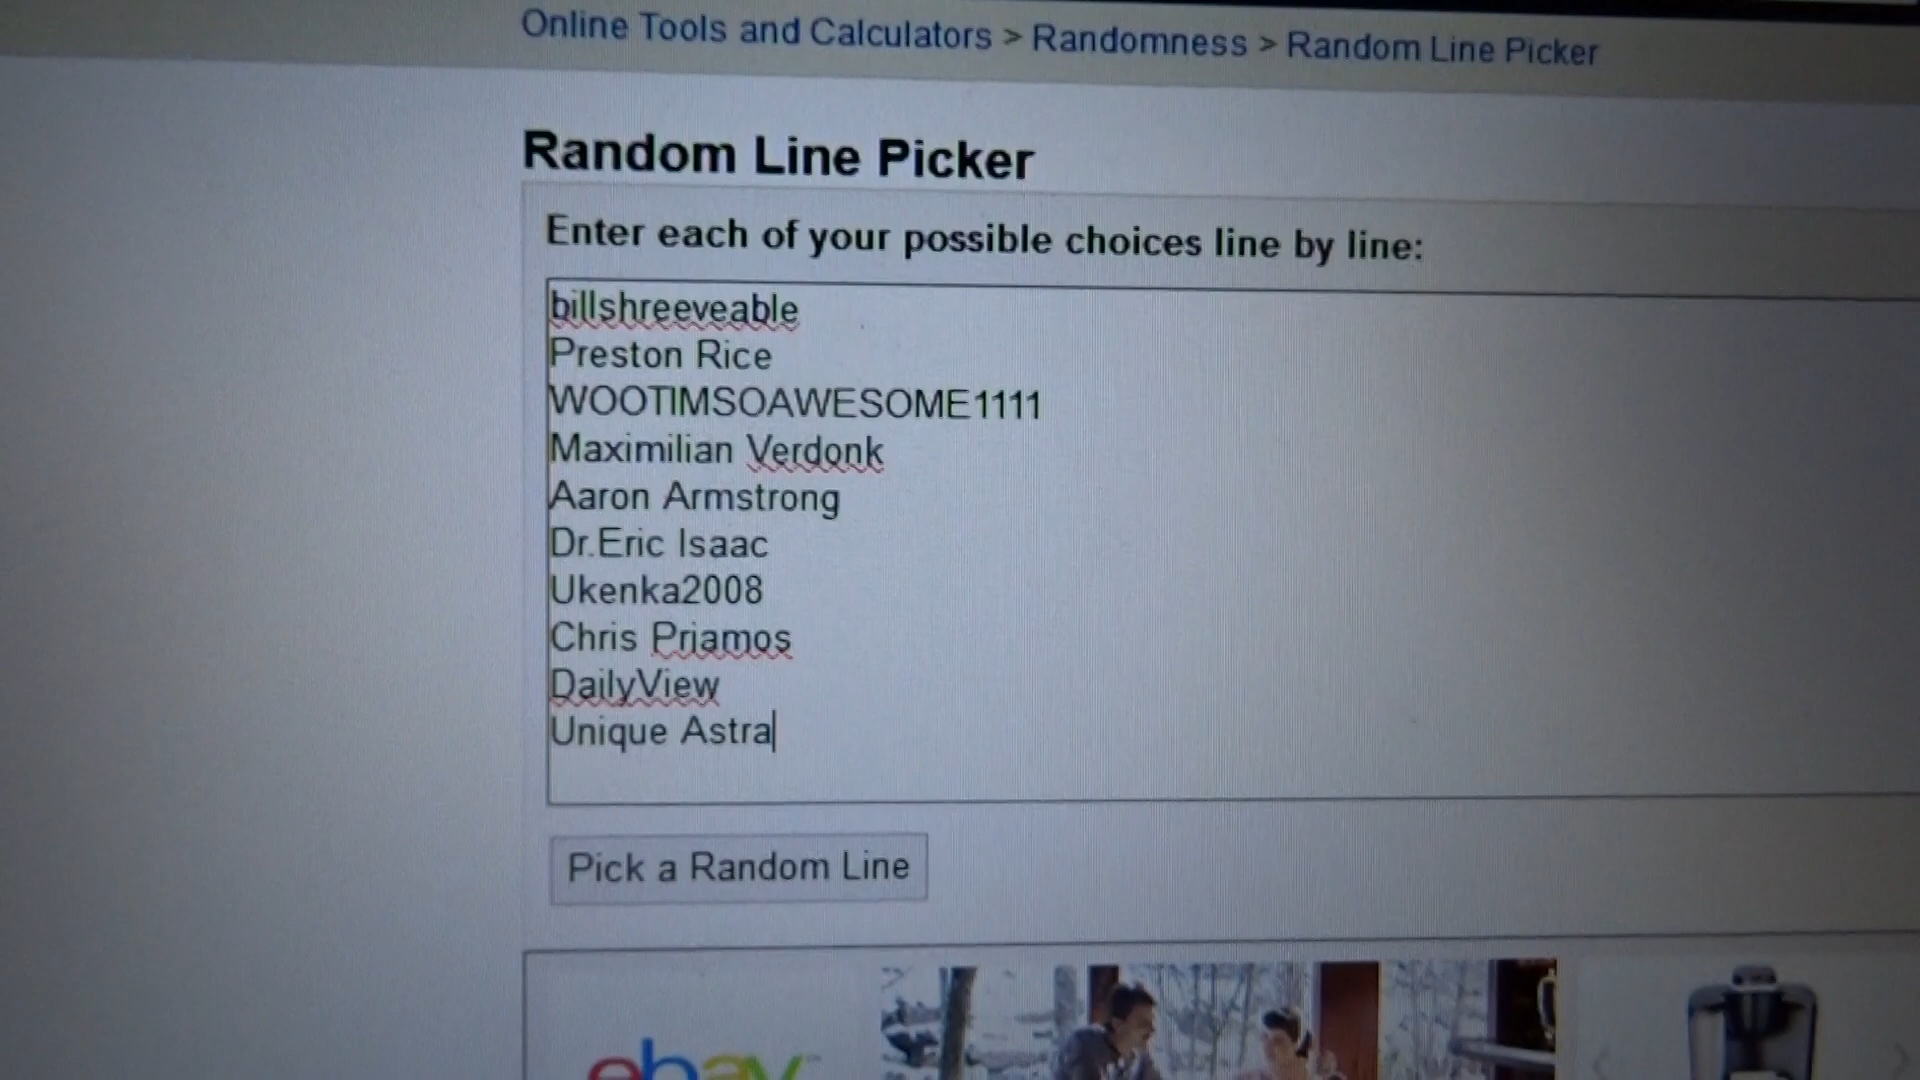 Online Tools and Calculators > Randomness > Random Line Picker
Random Line Picker
Enter each of your possible choices line by line:
billshreeveable
Preston Rice
WOOTIMSOAWESOME1111
Maximilian Verdonk
Aaron Armstrong
Dr.Eric Isaac
Ukenka2008
Chris Priamos
DailyView
Unique Astra
Pick a Random Line
ebay